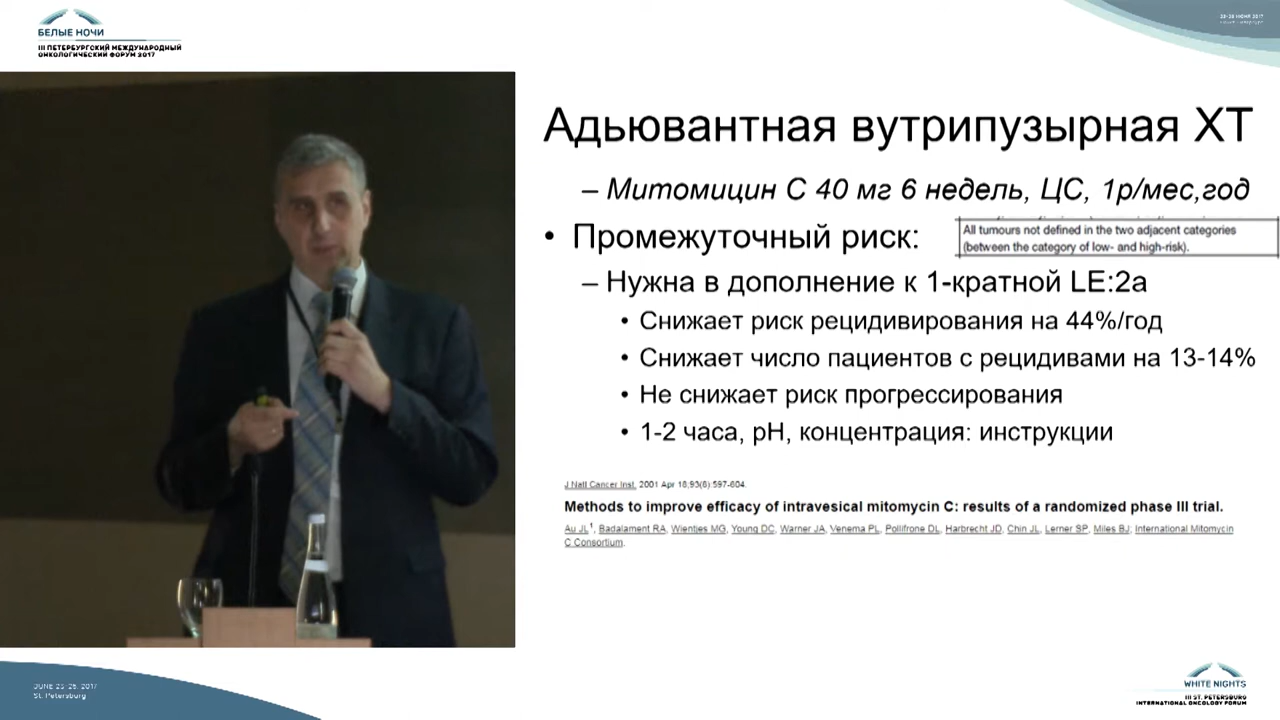 БЕЛЫЕ НОЧИ
III ПЕТЕРБУРГСКИЙ МЕЖДУНАРОДНЫЙ
ОНКОЛОГИЧЕСКИЙ ФОРУМ 2017
Адьювантная вутрипузырная ХТ
– Митомицин С 40 мг 6 недель, ЦС, 1р/мес,год
• Промежуточный риск:
All tumours not defined in the two adjacent categories
(between the category of low- and high-risk).
– Нужна в дополнение к 1-кратной LE:2a
• Снижает риск рецидивирования на 44%/год
• Снижает число пациентов с рецидивами на 13-14%
• Не снижает риск прогрессирования
• 1-2 часа, pH, концентрация: инструкции
J Natl Cancer Inst. 2001 Apr 18;93(8):597-604.
Methods to improve efficacy of intravesical mitomycin C: results of a randomized phase III trial.
Au JL1, Badalament RA, Wientjes MG, Young DC, Warner JA, Venema PL, Pollifrone DL, Harbrecht JD, Chin JL, Lerner SP, Miles BJ; International Mitomycin
C Consortium.
JUNE 23-25, 2017
St. Petersburg
WHITE NIGHTS
III ST. PETERSBURG
INTERNATIONAL ONCOLOGY FORUM